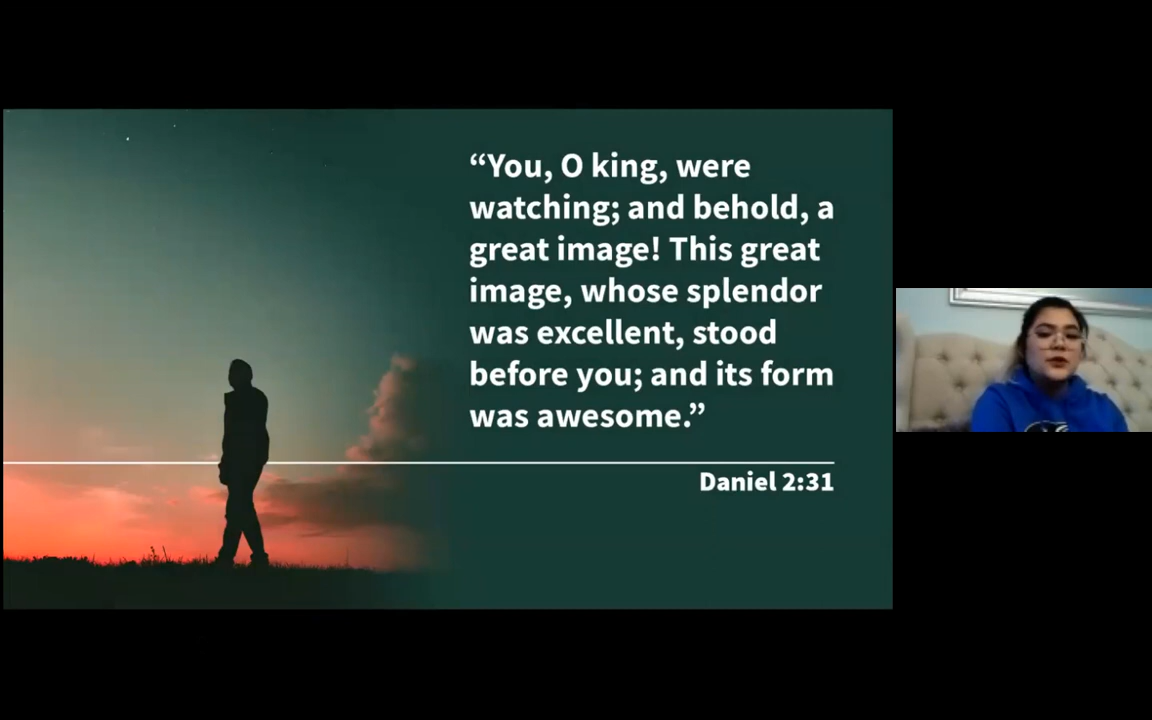 “You, O king, were
watching; and behold, a
great image! This great
image, whose splendor
was excellent, stood
before you; and its form
was awesome.”
Daniel 2:31